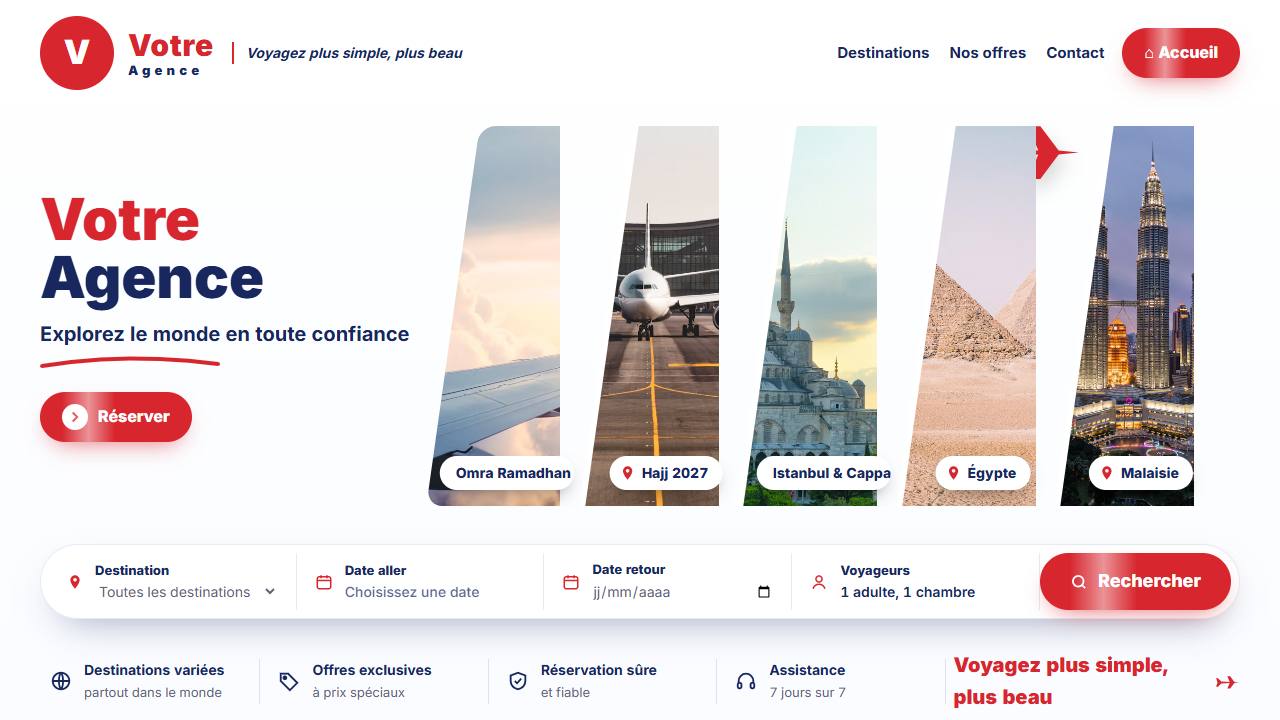 V
Votre
Agence
Voyagez plus simple, plus beau
Destinations
Nos offres
Contact
Accueil
Votre
Agence
Explorez le monde en toute confiance
Réserver
Omra Ramadhan
Hajj 2027
Istanbul & Cappa
Égypte
Malaisie
Destination
Toutes les destinations
Date aller
Choisissez une date
Date retour
jj/mm/aaaa
Voyageurs
1 adulte, 1 chambre
Rechercher
Destinations variées
partout dans le monde
Offres exclusives
à prix spéciaux
Réservation sûre
et fiable
Assistance
7 jours sur 7
Voyagez plus simple,
plus beau